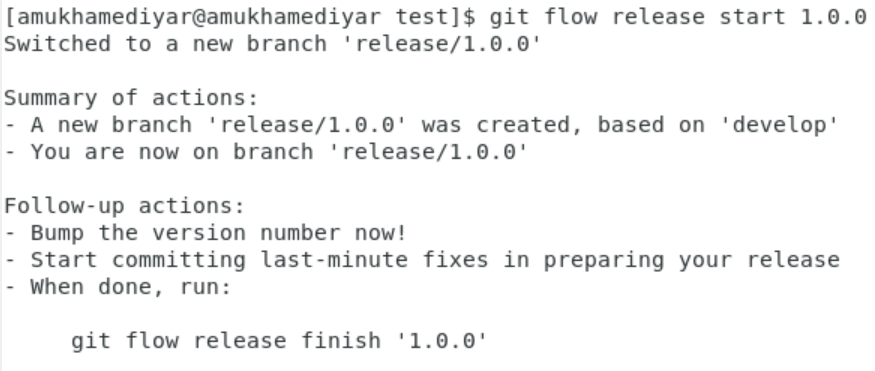 [amukhamediyar@amukhamediyar test]$ git flow release start 1.0.0
Switched to a new branch 'release/1.0.0'
Summary of actions:
- A new branch 'release/1.0.0' was created, based on 'develop'
- You are now on branch 'release/1.0.0'
Follow-up actions:
- Bump the version number now!
- Start committing last-minute fixes in preparing your release
- When done, run:
git flow release finish '1.0.0'